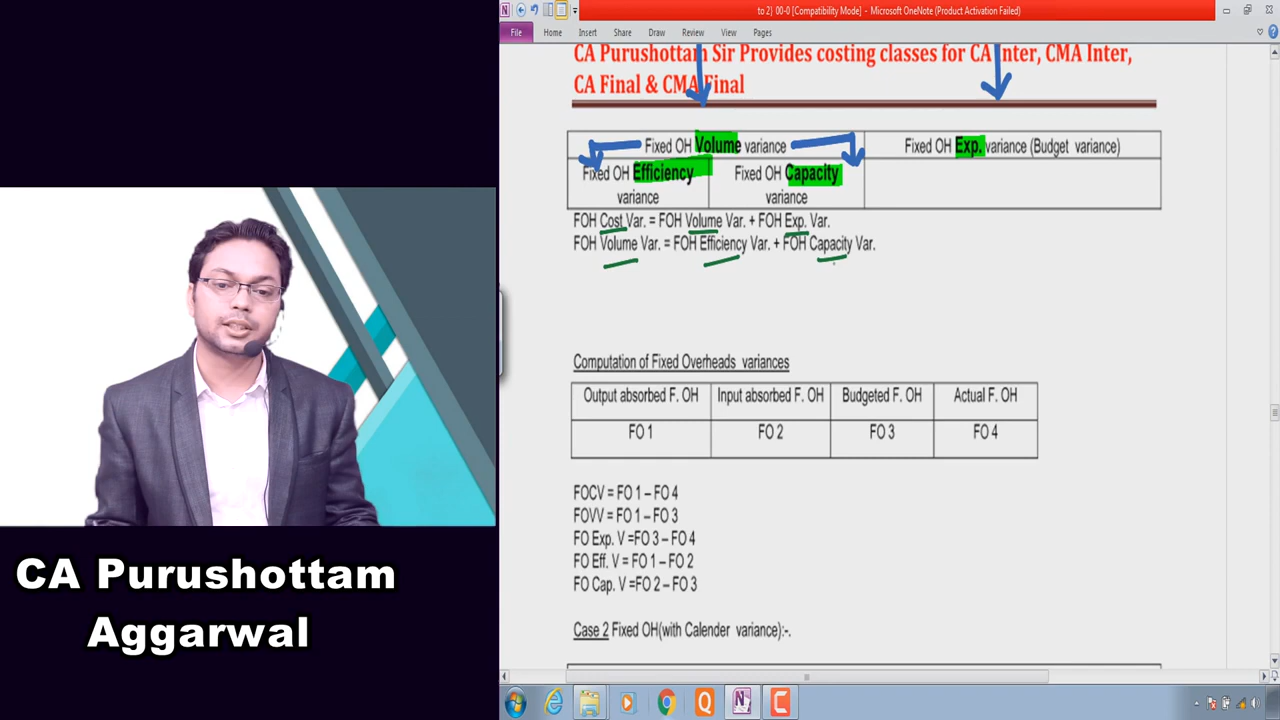 to 2} 00-0 [Compatibility Mode] - Microsoft OneNote (Product Activation Failed)
File Home Insert Share Draw Review View Pages
CA Purushottam Sir Provides costing classes for CA Inter, CMA Inter,
CA Final & CMA Final
Fixed OH Volume variance
Fixed OH Exp. variance (Budget variance)
Fixed OH Efficiency
variance
Fixed OH Capacity
variance
FOH Cost Var. = FOH Volume Var. + FOH Exp. Var.
FOH Volume Var. = FOH Efficiency Var. + FOH Capacity Var.
Computation of Fixed Overheads variances
Output absorbed F. OH Input absorbed F. OH Budgeted F. OH Actual F. OH
FO 1 FO 2 FO 3 FO 4
FOCV = FO 1 – FO 4
FOVV = FO 1 – FO 3
FO Exp. V =FO 3 – FO 4
FO Eff. V = FO 1 – FO 2
FO Cap. V =FO 2 – FO 3
Case 2 Fixed OH(with Calender variance):-.
CA Purushottam
Aggarwal